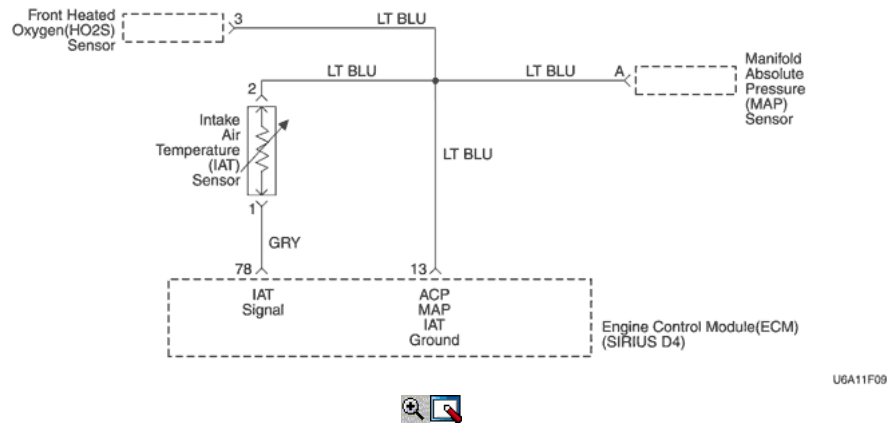 Front Heated
Oxygen(HO2S)
Sensor
3
LT BLU
LT BLU
LT BLU
A
Manifold
Absolute
Pressure
(MAP)
Sensor
2
Intake
Air
Temperature
(IAT)
Sensor
LT BLU
1
GRY
78
13
IAT
Signal
ACP
MAP
IAT
Ground
Engine Control Module(ECM)
(SIRIUS D4)
U6A11F09